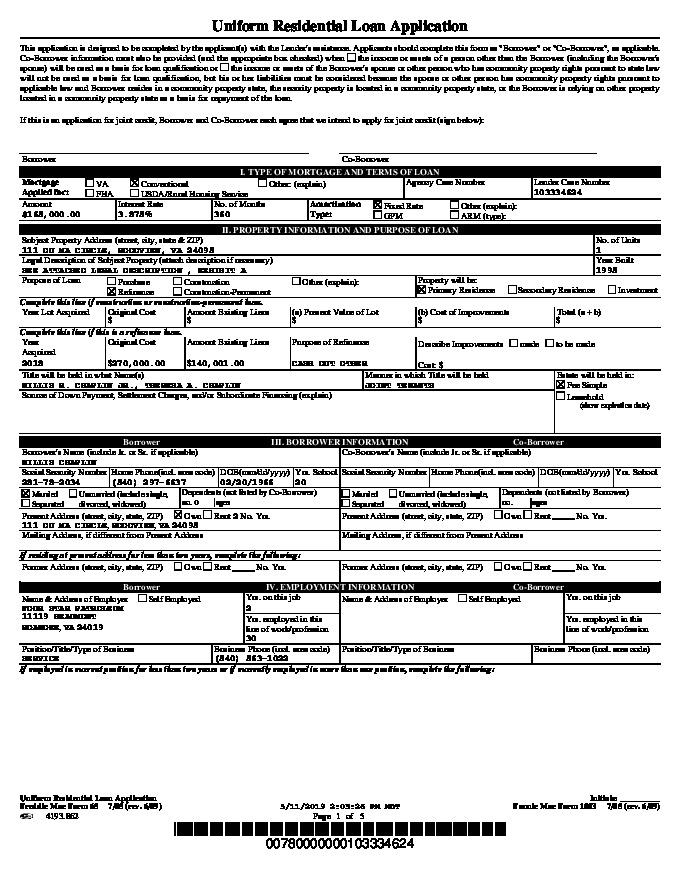 Uniform Residential Loan Application
This application is designed to be completed by the applicant(s) with the Lender's assistance. Applicants should complete this form as "Borrower" or "Co-Borrower", as applicable.
Co-Borrower information must also be provided (and the appropriate box checked) when ☐ the income or assets of a person other than the Borrower (including the Borrower's
spouse) will be used as a basis for loan qualification or ☐ the income or assets of the Borrower's spouse or other person who has community property rights pursuant to state law
will not be used as a basis for loan qualification, but his or her liabilities must be considered because the spouse or other person has community property rights pursuant to
applicable law and Borrower resides in a community property state, the security property is located in a community property state, or the Borrower is relying on other property
located in a community property state as a basis for repayment of the loan.
If this is an application for joint credit, Borrower and Co-Borrower each agree that we intend to apply for joint credit (sign below):
Borrower Co-Borrower
I. TYPE OF MORTGAGE AND TERMS OF LOAN
Mortgage ☐ VA ☒ Conventional ☐ Other: (explain) Agency Case Number Lender Case Number
Applied for: ☐ FHA ☐ USDA/Rural Housing Service 103334624
Amount Interest Rate No. of Months Amortization ☒ Fixed Rate ☐ Other (explain):
$168,000.00 3.875% 360 Type: ☐ GPM ☐ ARM (type):
II. PROPERTY INFORMATION AND PURPOSE OF LOAN
Subject Property Address (street, city, state & ZIP) No. of Units
111 CIRCLE, VA 24098 1
Legal Description of Subject Property (attach description if necessary) Year Built
SEE ATTACHED LEGAL DESCRIPTION , EXHIBIT A 1998
Purpose of Loan ☐ Purchase ☐ Construction ☐ Other (explain): Property will be:
☒ Refinance ☐ Construction-Permanent ☒ Primary Residence ☐ Secondary Residence ☐ Investment
Complete this line if construction or construction-permanent loan.
Year Lot Acquired Original Cost Amount Existing Liens (a) Present Value of Lot (b) Cost of Improvements Total (a + b)
$ $ $ $ $
Complete this line if this is a refinance loan.
Year Original Cost Amount Existing Liens Purpose of Refinance Describe Improvements ☐ made ☐ to be made
Acquired
2018 $270,000.00 $140,001.00 CASH OUT OTHER Cost: $
Title will be held in what Name(s) Manner in which Title will be held Estate will be held in:
WILLIS R. CHAPLIN JR., THERESA A. CHAPLIN JOINT TENANTS ☒ Fee Simple
Source of Down Payment, Settlement Charges, and/or Subordinate Financing (explain) ☐ Leasehold
(show expiration date)
Borrower III. BORROWER INFORMATION Co-Borrower
Borrower's Name (include Jr. or Sr. if applicable) Co-Borrower's Name (include Jr. or Sr. if applicable)
WILLIS CHAPLIN
Social Security Number Home Phone(incl. area code) DOB(mm/dd/yyyy) Yrs. School Social Security Number Home Phone(incl. area code) DOB(mm/dd/yyyy) Yrs. School
281-78-2034 (540) 297-6637 02/20/1966 20
☒ Married ☐ Unmarried (include single, Dependents (not listed by Co-Borrower) ☐ Married ☐ Unmarried (include single, Dependents (not listed by Borrower)
☐ Separated divorced, widowed) no. 0 ages ☐ Separated divorced, widowed) no. ages
Present Address (street, city, state, ZIP) ☒ Own ☐ Rent 2 No. Yrs. Present Address (street, city, state, ZIP) ☐ Own ☐ Rent ____ No. Yrs.
111 CIRCLE, VA 24098
Mailing Address, if different from Present Address Mailing Address, if different from Present Address
If residing at present address for less than two years, complete the following:
Former Address (street, city, state, ZIP) ☐ Own ☐ Rent ____ No. Yrs. Former Address (street, city, state, ZIP) ☐ Own ☐ Rent ____ No. Yrs.
Borrower IV. EMPLOYMENT INFORMATION Co-Borrower
Name & Address of Employer ☐ Self Employed Yrs. on this job Name & Address of Employer ☐ Self Employed Yrs. on this job
FOUR STAR PETROLEUM 2
11119 Yrs. employed in this Yrs. employed in this
ROANOKE, VA 24019 line of work/profession line of work/profession
30
Position/Title/Type of Business Business Phone (incl. area code) Position/Title/Type of Business Business Phone (incl. area code)
SERVICE (540) 563-1022
If employed in current position for less than two years or if currently employed in more than one position, complete the following:
Uniform Residential Loan Application Initials: ____
Freddie Mac Form 65 7/05 (rev. 6/09) 5/11/2019 2:03:26 PM MDT Fannie Mae Form 1003 7/05 (rev. 6/09)
4193.862 Page 1 of 5
00780000000103334624